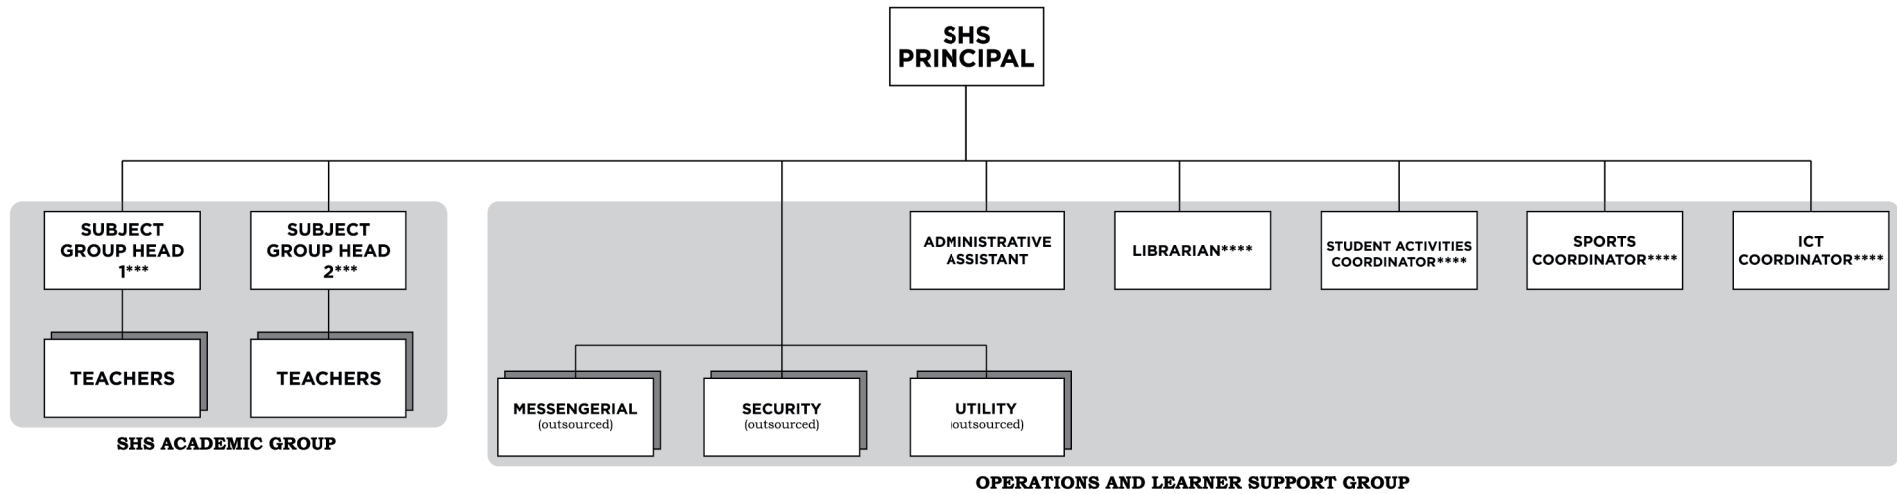 SHS
PRINCIPAL
SUBJECT
GROUP HEAD
1***
SUBJECT
GROUP HEAD
2***
ADMINISTRATIVE
ASSISTANT
LIBRARIAN****
STUDENT ACTIVITIES
COORDINATOR****
SPORTS
COORDINATOR****
ICT
COORDINATOR****
TEACHERS
TEACHERS
MESSENGERIAL
(outsourced)
SECURITY
(outsourced)
UTILITY
(outsourced)
SHS ACADEMIC GROUP
OPERATIONS AND LEARNER SUPPORT GROUP